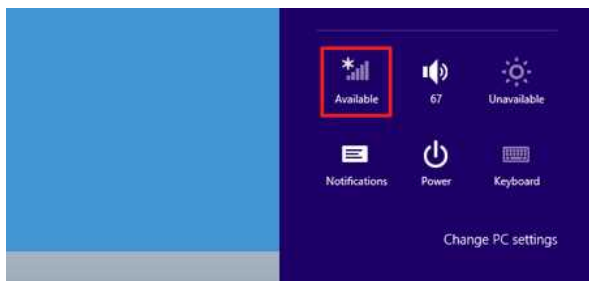 Available
67
Unavailable
Notifications
Power
Keyboard
Change PC settings